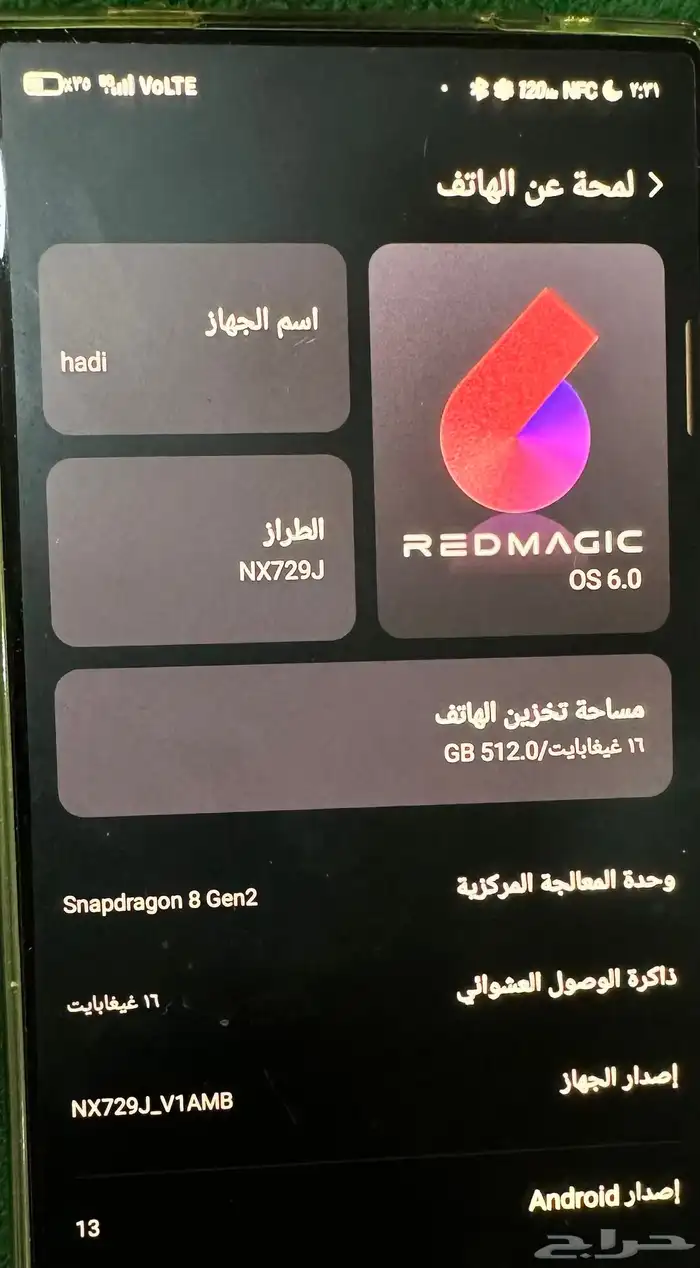 ٢:٣١ NFC 120
٣٥٪ VoLTE
لمحة عن الهاتف
REDMAGIC
OS 6.0
اسم الجهاز
hadi
الطراز
NX729J
مساحة تخزين الهاتف
١٦ غيغابايت/512.0 GB
وحدة المعالجة المركزية
Snapdragon 8 Gen2
ذاكرة الوصول العشوائي
١٦ غيغابايت
إصدار الجهاز
NX729J_V1AMB
إصدار Android
13
حراج